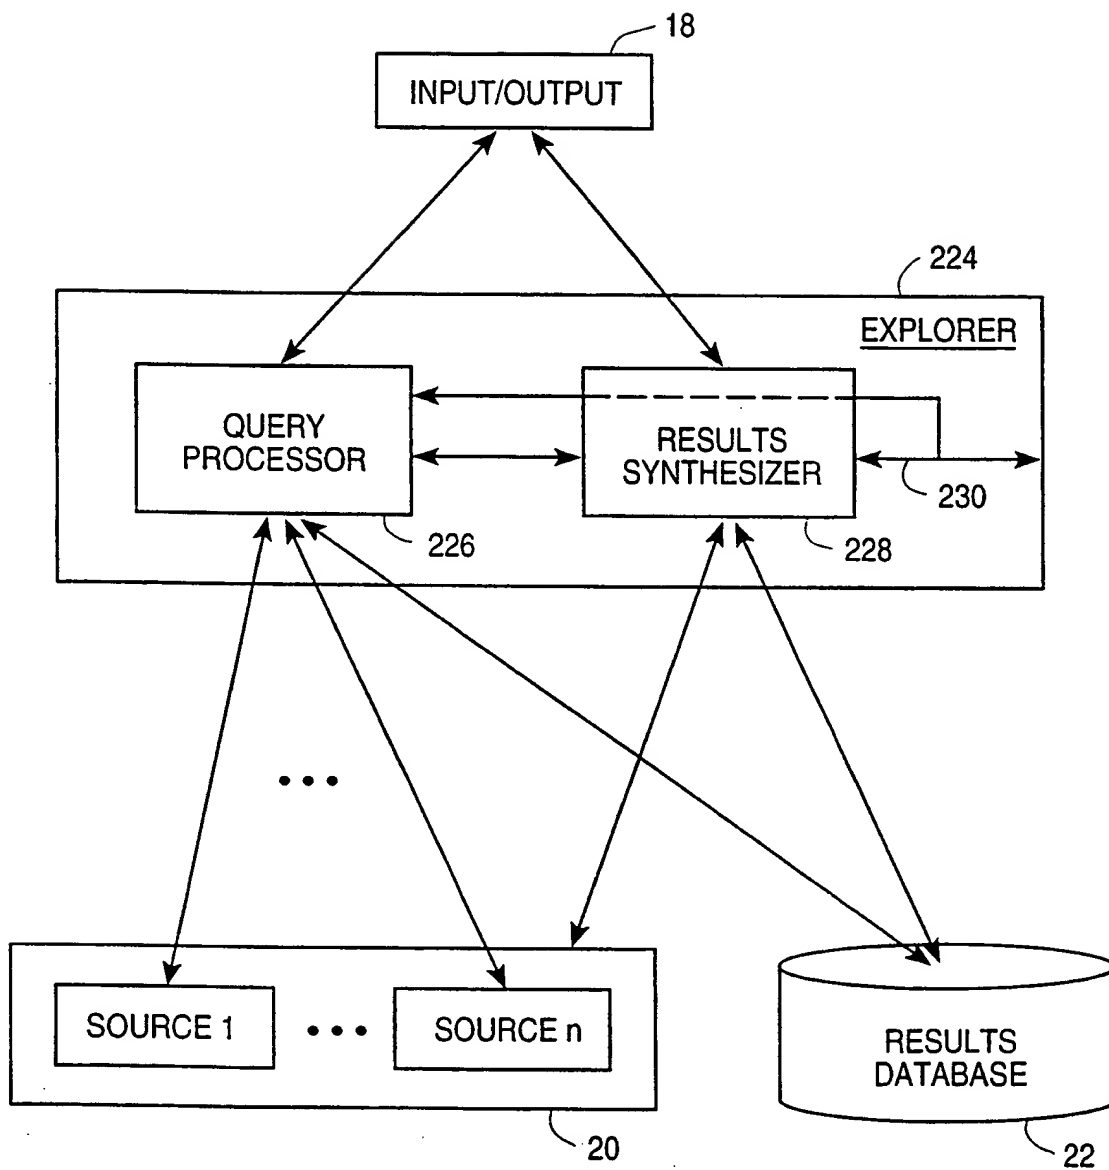 18
INPUT/OUTPUT
224
EXPLORER
QUERY
PROCESSOR
RESULTS
SYNTHESIZER
230
226
228
SOURCE 1
SOURCE n
RESULTS
DATABASE
20
22